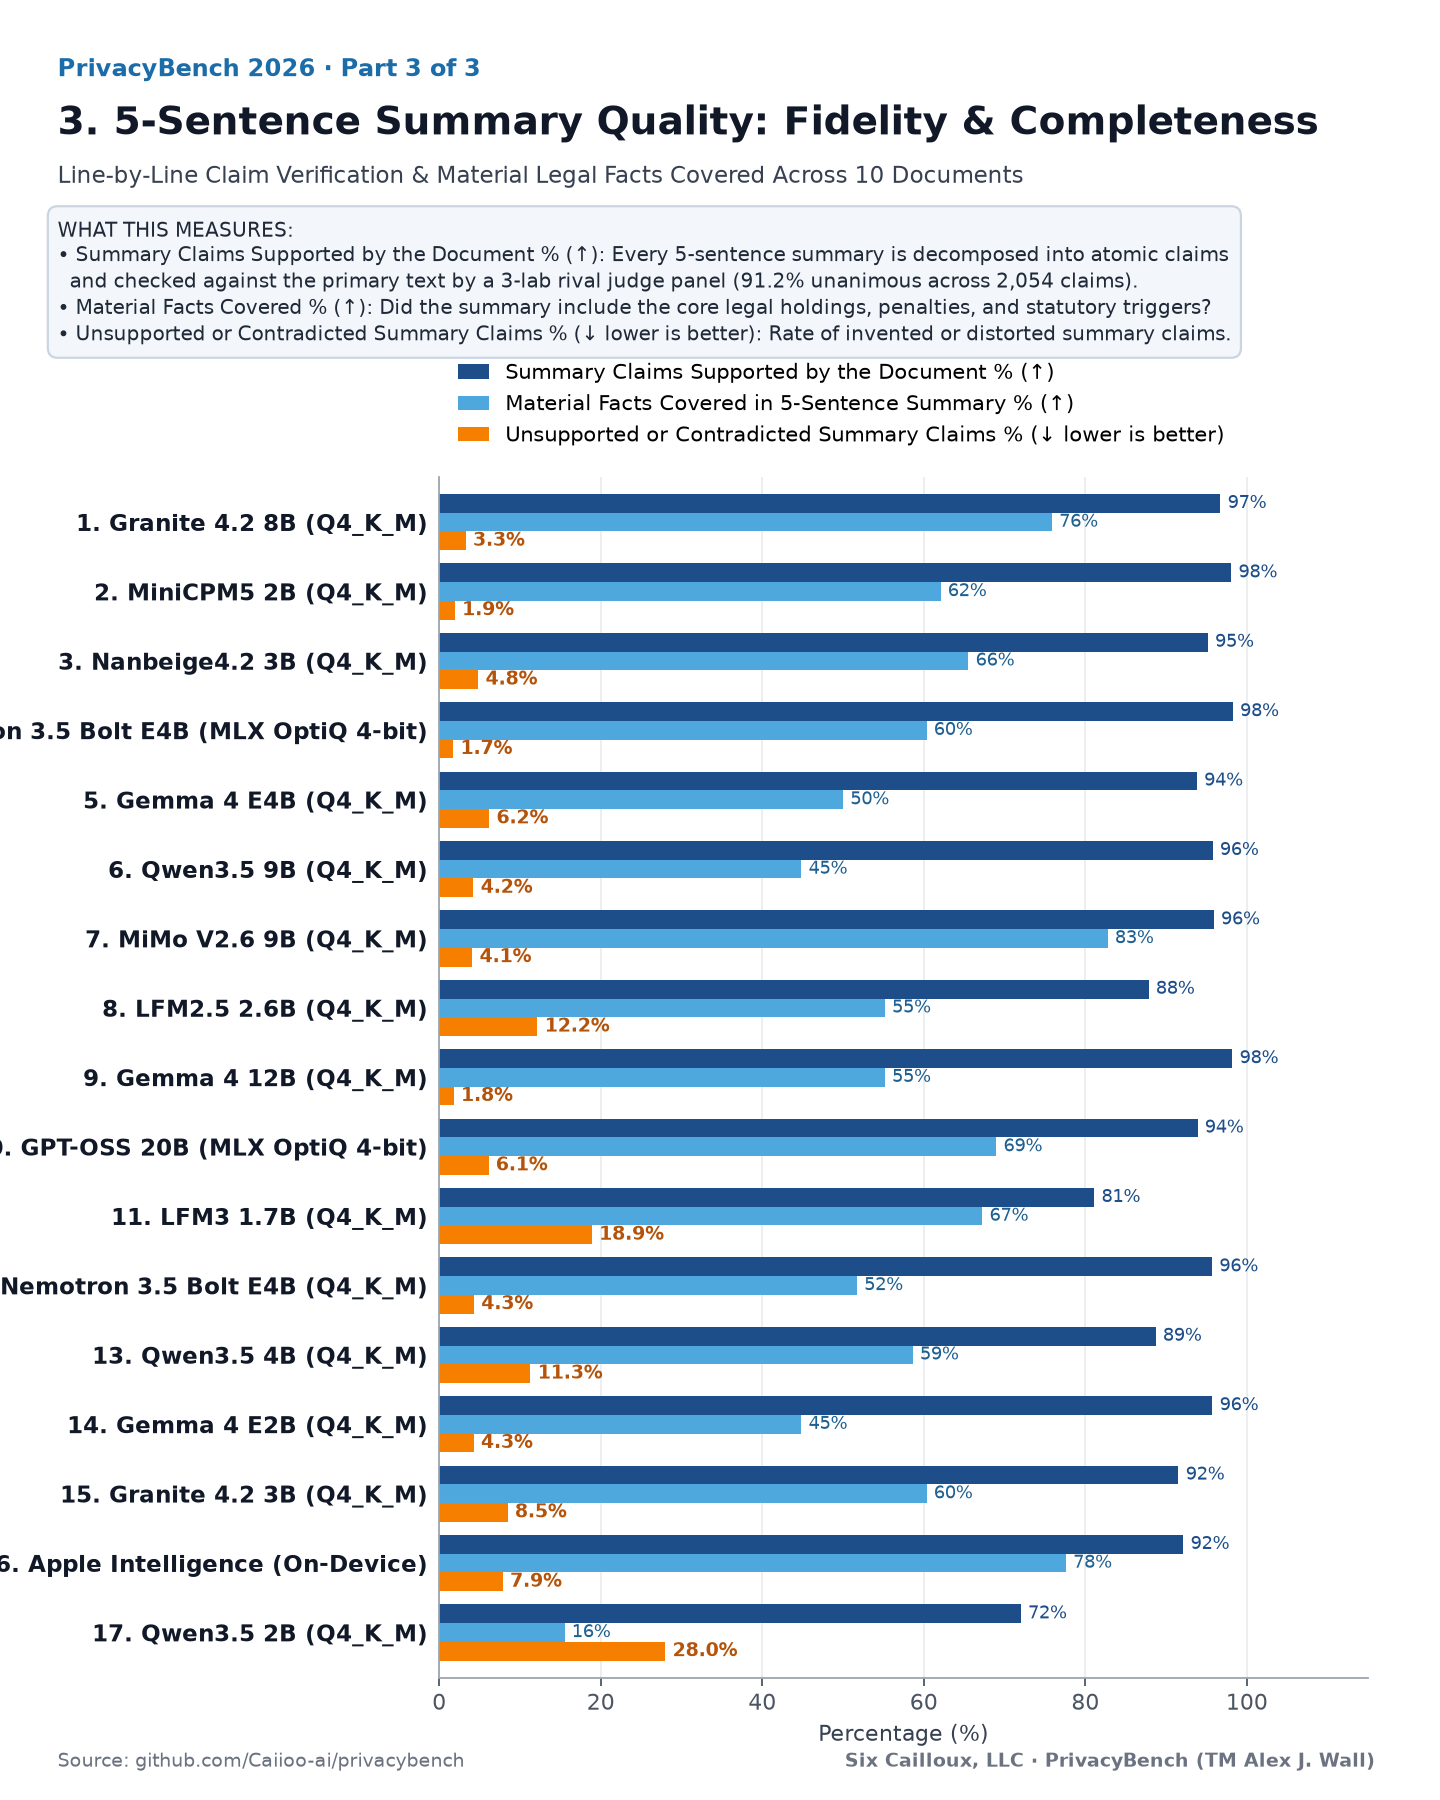 PrivacyBench 2026 · Part 3 of 3
3. 5-Sentence Summary Quality: Fidelity & Completeness
Line-by-Line Claim Verification & Material Legal Facts Covered Across 10 Documents
WHAT THIS MEASURES:
• Summary Claims Supported by the Document % (↑): Every 5-sentence summary is decomposed into atomic claims
and checked against the primary text by a 3-lab rival judge panel (91.2% unanimous across 2,054 claims).
• Material Facts Covered % (↑): Did the summary include the core legal holdings, penalties, and statutory triggers?
• Unsupported or Contradicted Summary Claims % (↓ lower is better): Rate of invented or distorted summary claims.
Summary Claims Supported by the Document % (↑)
Material Facts Covered in 5-Sentence Summary % (↑)
Unsupported or Contradicted Summary Claims % (↓ lower is better)
97%
1. Granite 4.2 8B (Q4_K_M) 76%
3.3%
98%
2. MiniCPM5 2B (Q4_K_M) 62%
1.9%
95%
3. Nanbeige4.2 3B (Q4_K_M) 66%
4.8%
98%
on 3.5 Bolt E4B (MLX OptiQ 4-bit) 60%
1.7%
94%
5. Gemma 4 E4B (Q4_K_M) 50%
6.2%
96%
6. Qwen3.5 9B (Q4_K_M) 45%
4.2%
96%
7. MiMo V2.6 9B (Q4_K_M) 83%
4.1%
88%
8. LFM2.5 2.6B (Q4_K_M) 55%
12.2%
98%
9. Gemma 4 12B (Q4_K_M) 55%
1.8%
94%
. GPT-OSS 20B (MLX OptiQ 4-bit) 69%
6.1%
81%
11. LFM3 1.7B (Q4_K_M) 67%
18.9%
96%
Nemotron 3.5 Bolt E4B (Q4_K_M) 52%
4.3%
89%
13. Qwen3.5 4B (Q4_K_M) 59%
11.3%
96%
14. Gemma 4 E2B (Q4_K_M) 45%
4.3%
92%
15. Granite 4.2 3B (Q4_K_M) 60%
8.5%
92%
6. Apple Intelligence (On-Device) 78%
7.9%
72%
17. Qwen3.5 2B (Q4_K_M) 16%
28.0%
0 20 40 60 80 100
Percentage (%)
Source: github.com/Caiioo-ai/privacybench
Six Cailloux, LLC · PrivacyBench (TM Alex J. Wall)